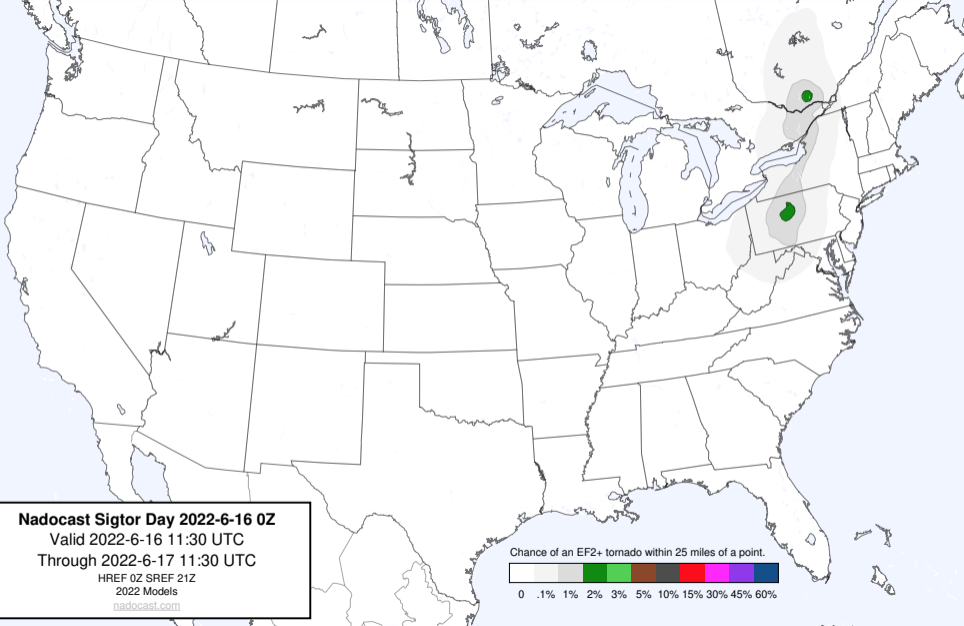 Nadocast Sigtor Day 2022-6-16 0Z
Valid 2022-6-16 11:30 UTC
Through 2022-6-17 11:30 UTC
HREF 0Z SREF 21Z
2022 Models
nadocast.com
Chance of an EF2+ tornado within 25 miles of a point.
0 .1% 1% 2% 3% 5% 10% 15% 30% 45% 60%